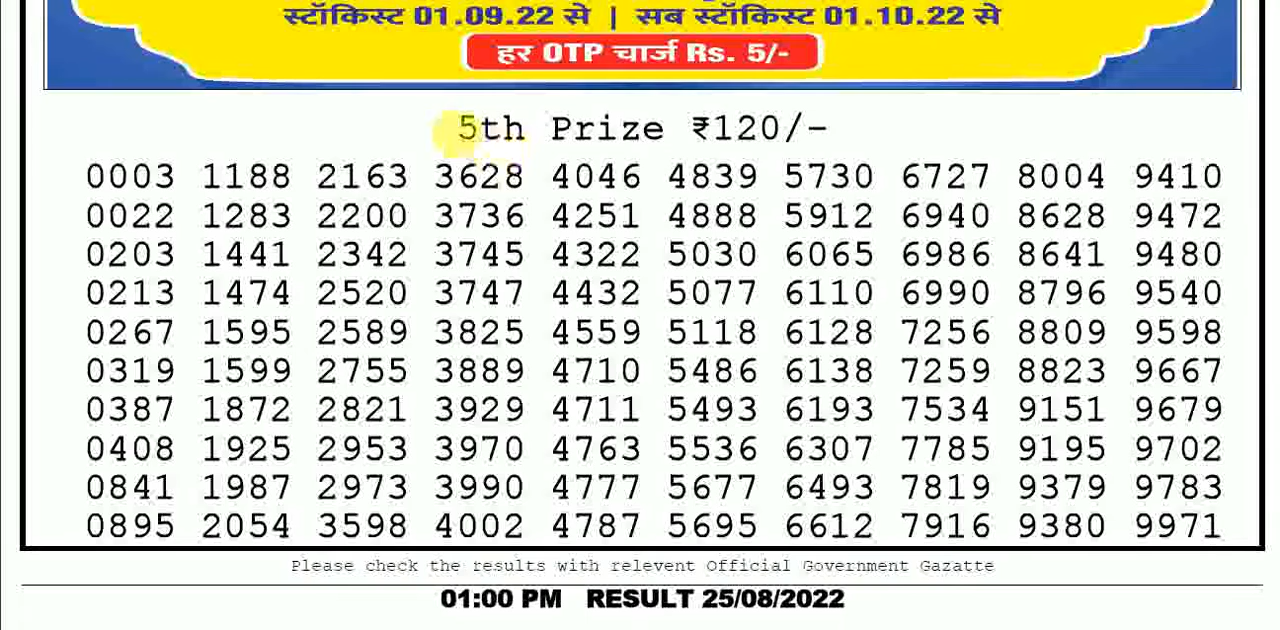 स्टॉकिस्ट 01.09.22 से | सब स्टॉकिस्ट 01.10.22 से
हर OTP चार्ज Rs. 5/-
5th Prize ₹120/-
0003 1188 2163 3628 4046 4839 5730 6727 8004 9410
0022 1283 2200 3736 4251 4888 5912 6940 8628 9472
0203 1441 2342 3745 4322 5030 6065 6986 8641 9480
0213 1474 2520 3747 4432 5077 6110 6990 8796 9540
0267 1595 2589 3825 4559 5118 6128 7256 8809 9598
0319 1599 2755 3889 4710 5486 6138 7259 8823 9667
0387 1872 2821 3929 4711 5493 6193 7534 9151 9679
0408 1925 2953 3970 4763 5536 6307 7785 9195 9702
0841 1987 2973 3990 4777 5677 6493 7819 9379 9783
0895 2054 3598 4002 4787 5695 6612 7916 9380 9971
Please check the results with relevent Official Government Gazatte
01:00 PM RESULT 25/08/2022